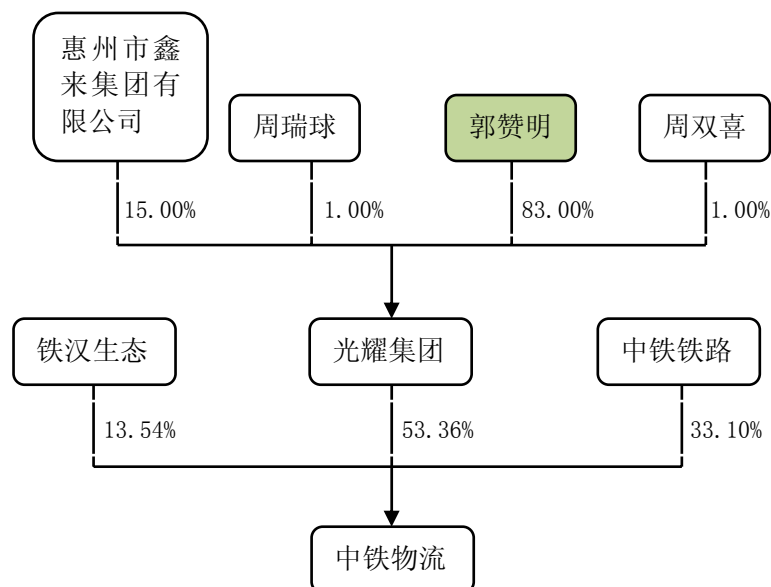 惠州市鑫
来集团有
限公司
周瑞球
郭赞明
周双喜
15.00%
1.00%
83.00%
1.00%
铁汉生态
光耀集团
中铁铁路
13.54%
53.36%
33.10%
中铁物流